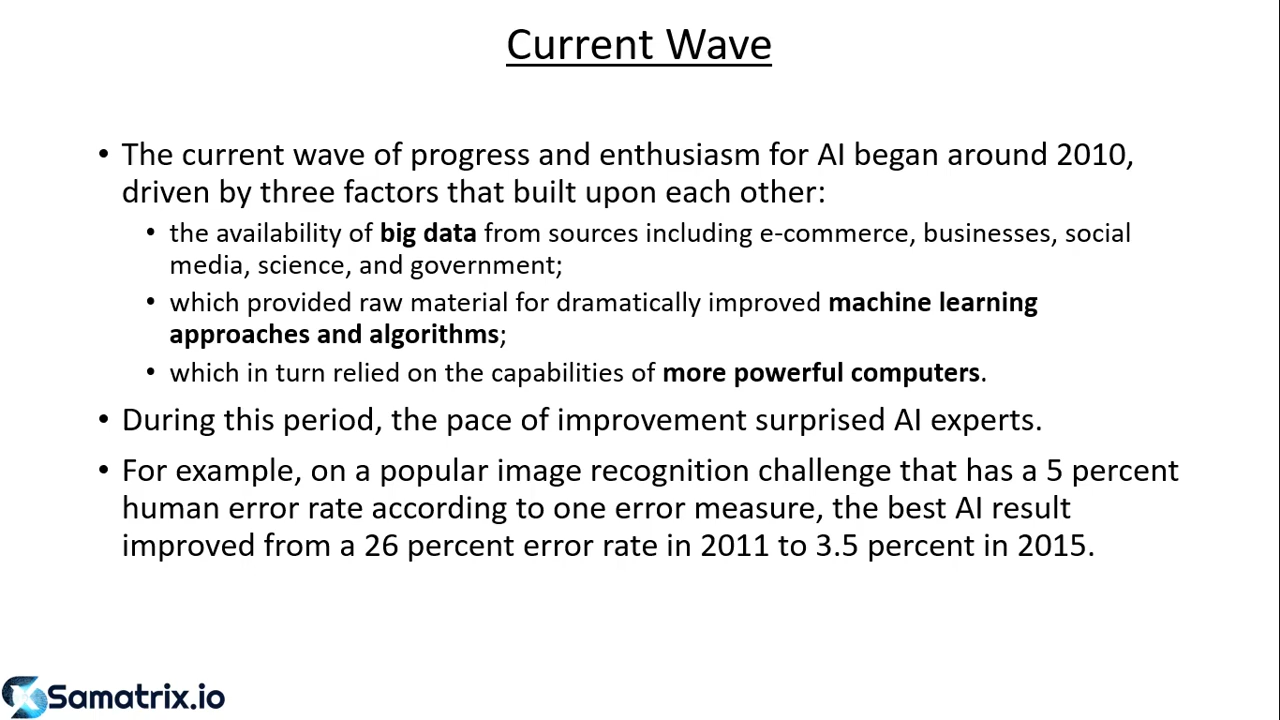 Current Wave
• The current wave of progress and enthusiasm for AI began around 2010,
driven by three factors that built upon each other:
• the availability of big data from sources including e-commerce, businesses, social
media, science, and government;
• which provided raw material for dramatically improved machine learning
approaches and algorithms;
• which in turn relied on the capabilities of more powerful computers.
• During this period, the pace of improvement surprised AI experts.
• For example, on a popular image recognition challenge that has a 5 percent
human error rate according to one error measure, the best AI result
improved from a 26 percent error rate in 2011 to 3.5 percent in 2015.
Samatrix.io